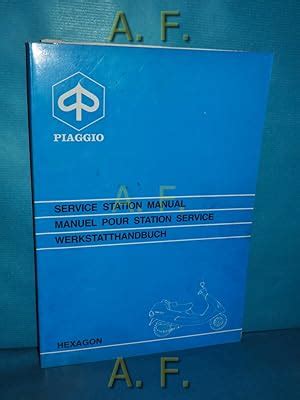 A. F.
PIAGGIO
A. F.
SERVICE STATION MANUAL
MANUEL POUR STATION SERVICE
WERKSTATTHANDBUCH
HEXAGON
A. F.